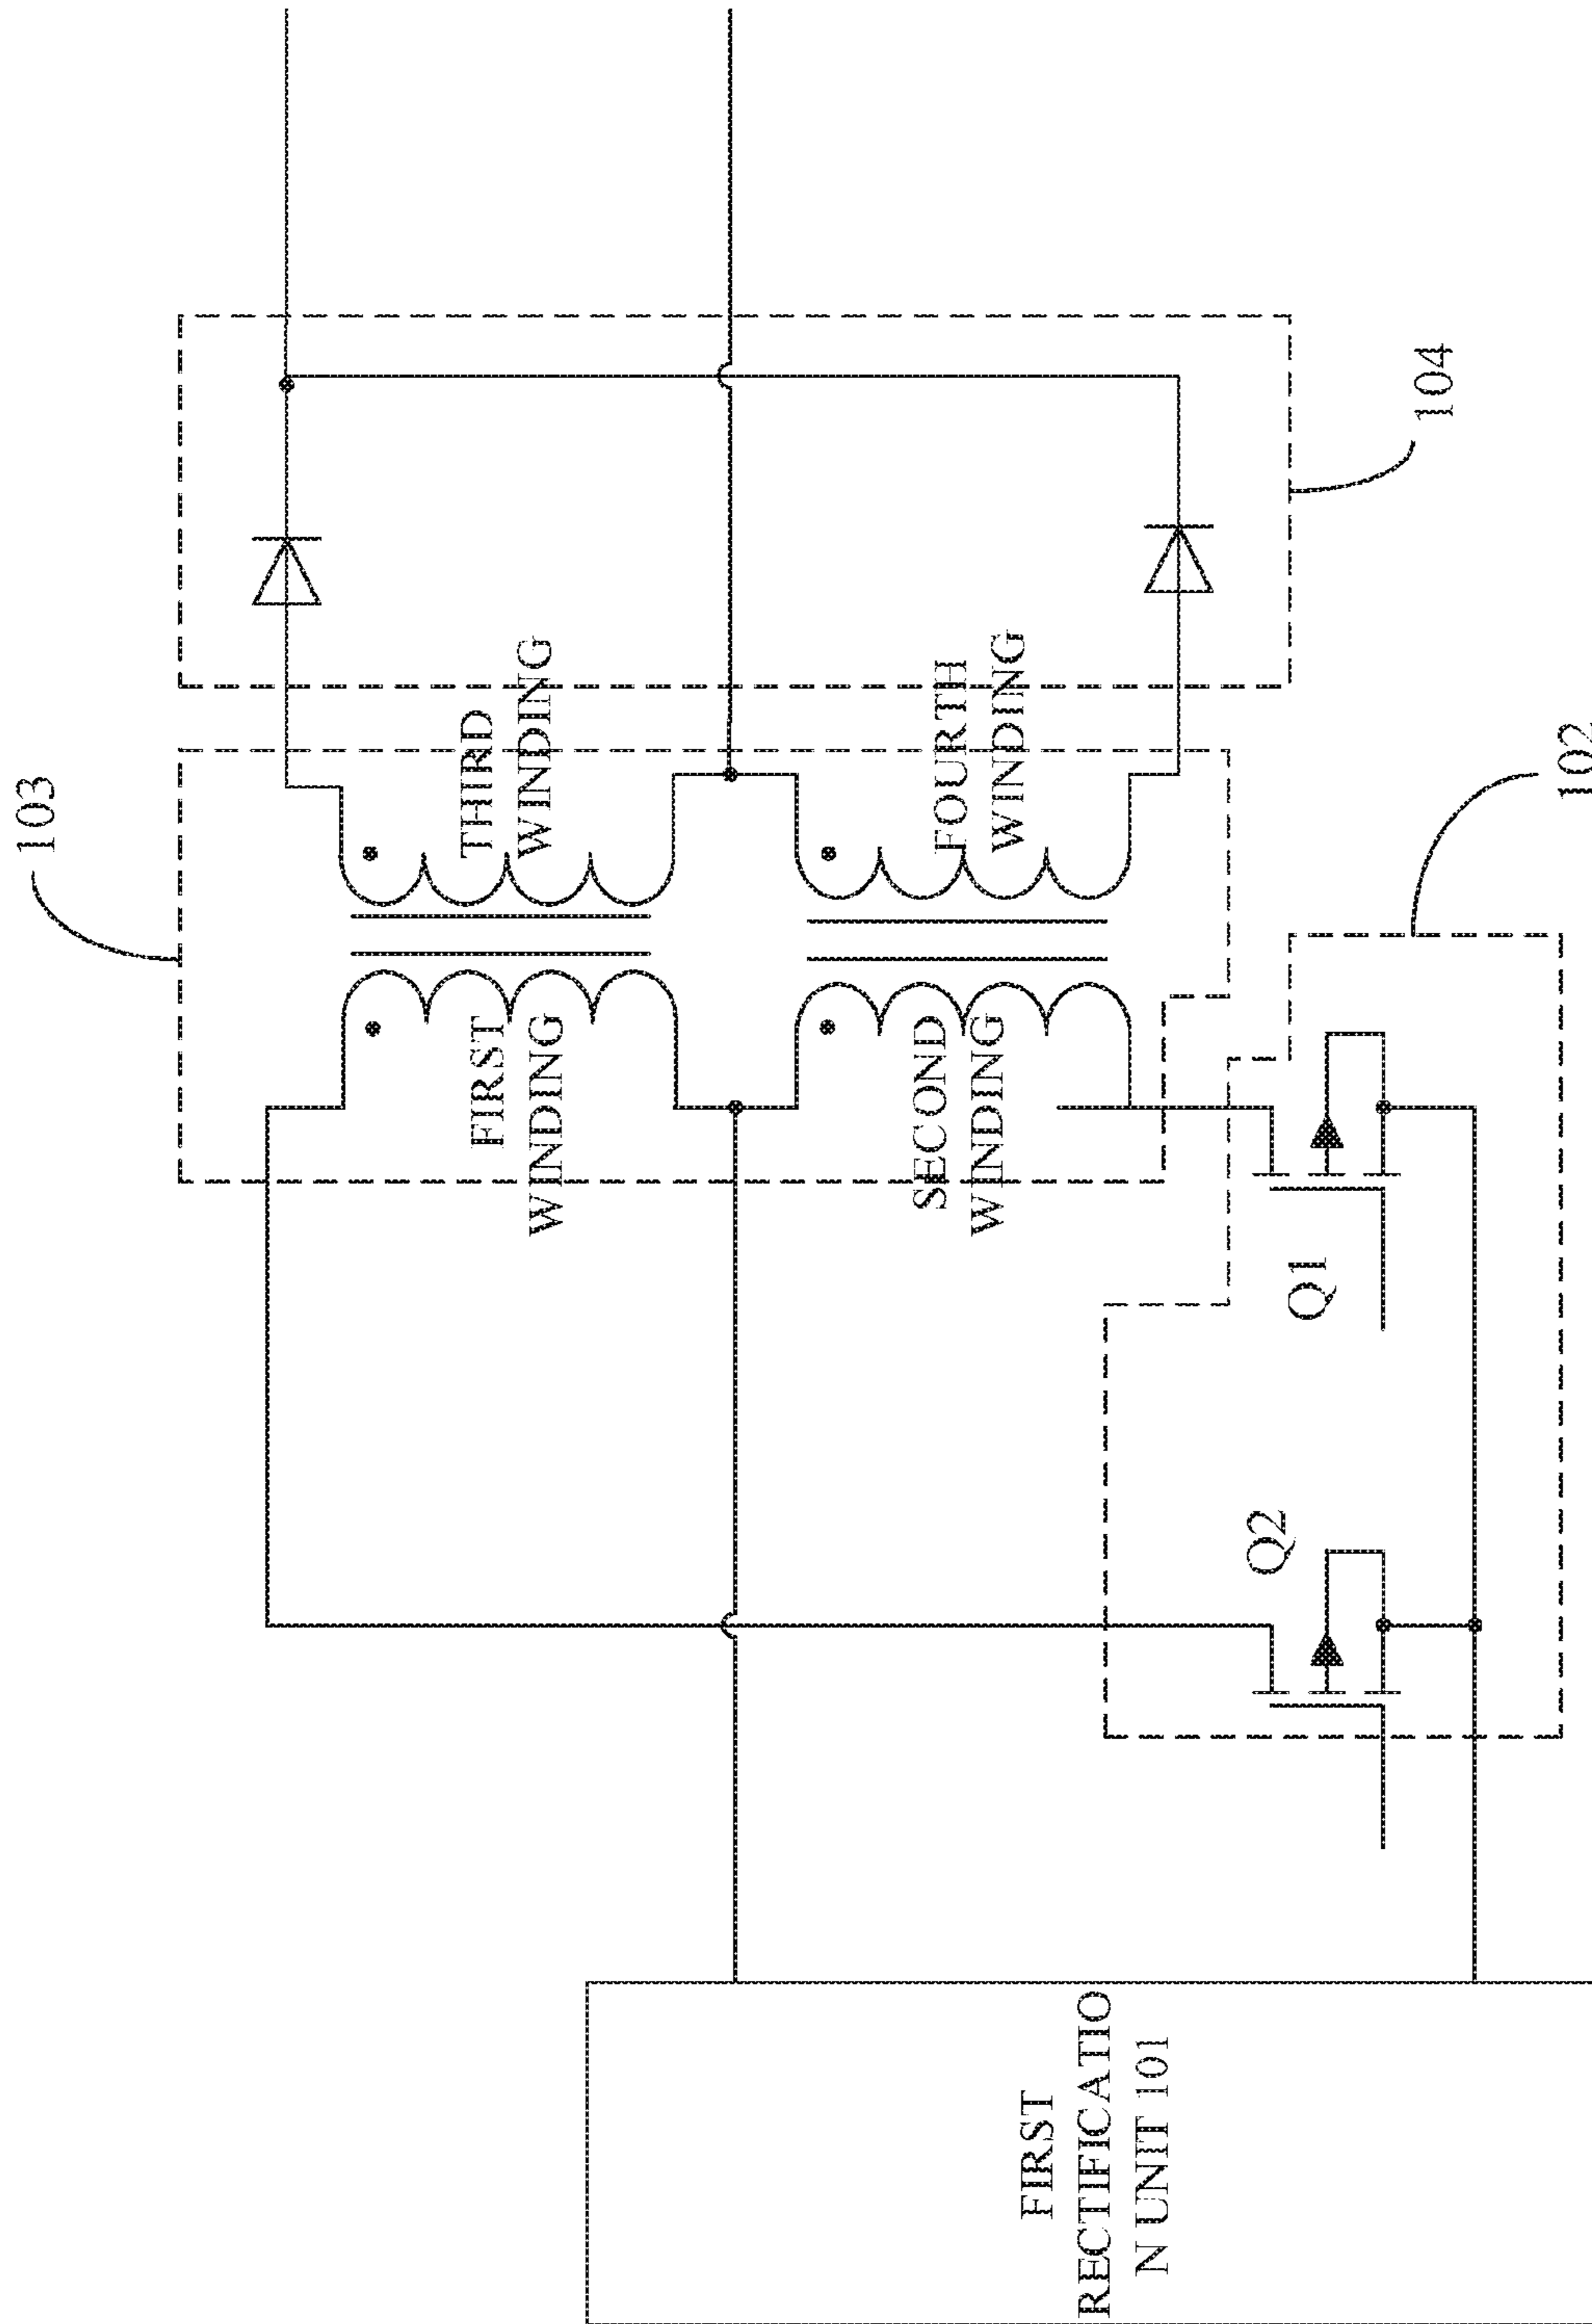 103
THIRD
WINDING
FOURTH
WINDING
104
FIRST
WINDING
SECOND
WINDING
102
Q1
Q2
FIRST
RECTIFICATIO
N UNIT 101